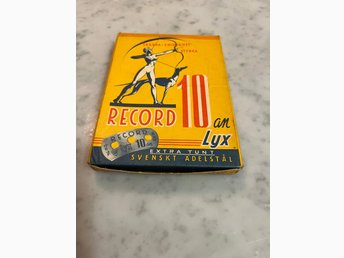 RECORD
10 an
Lyx
RECORD
10
EXTRA TUNT
SVENSKT ADELSTÅL